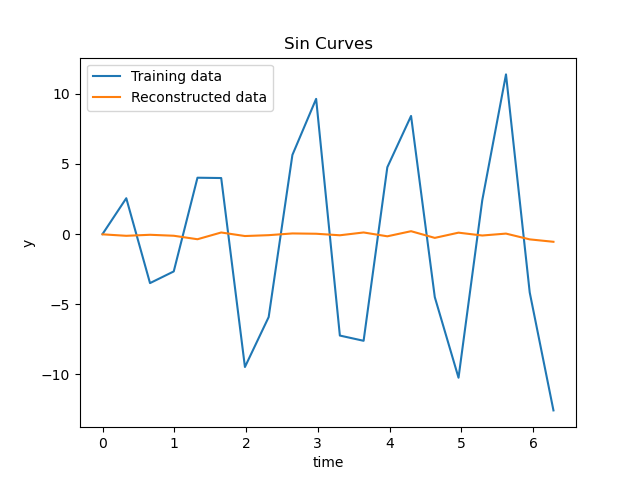 Sin Curves
Training data
Reconstructed data
10
5
0
−5
−10
y
0 1 2 3 4 5 6
time